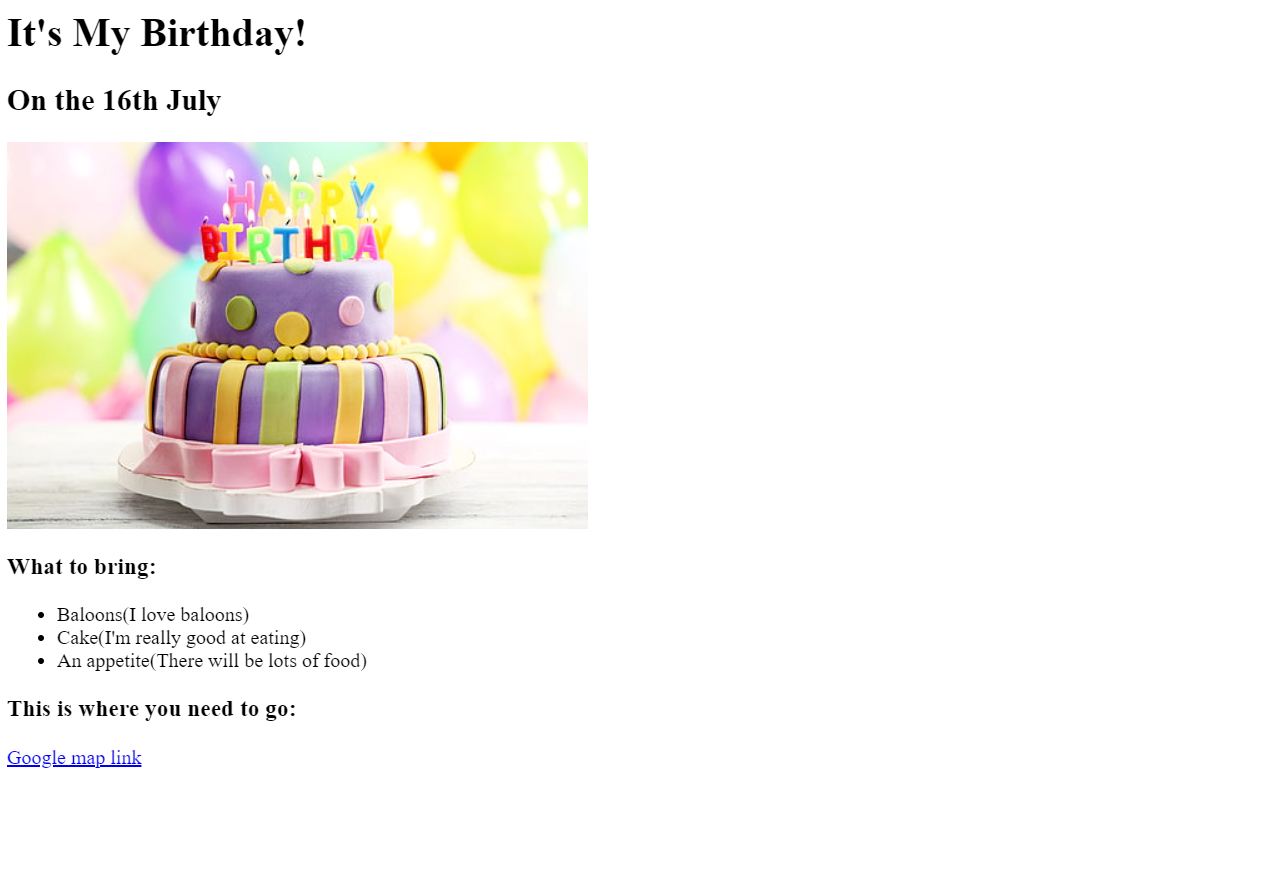 It's My Birthday!
On the 16th July
HAPPY
BIRTHDAY
What to bring:
Baloons(I love baloons)
Cake(I'm really good at eating)
An appetite(There will be lots of food)
This is where you need to go:
Google map link